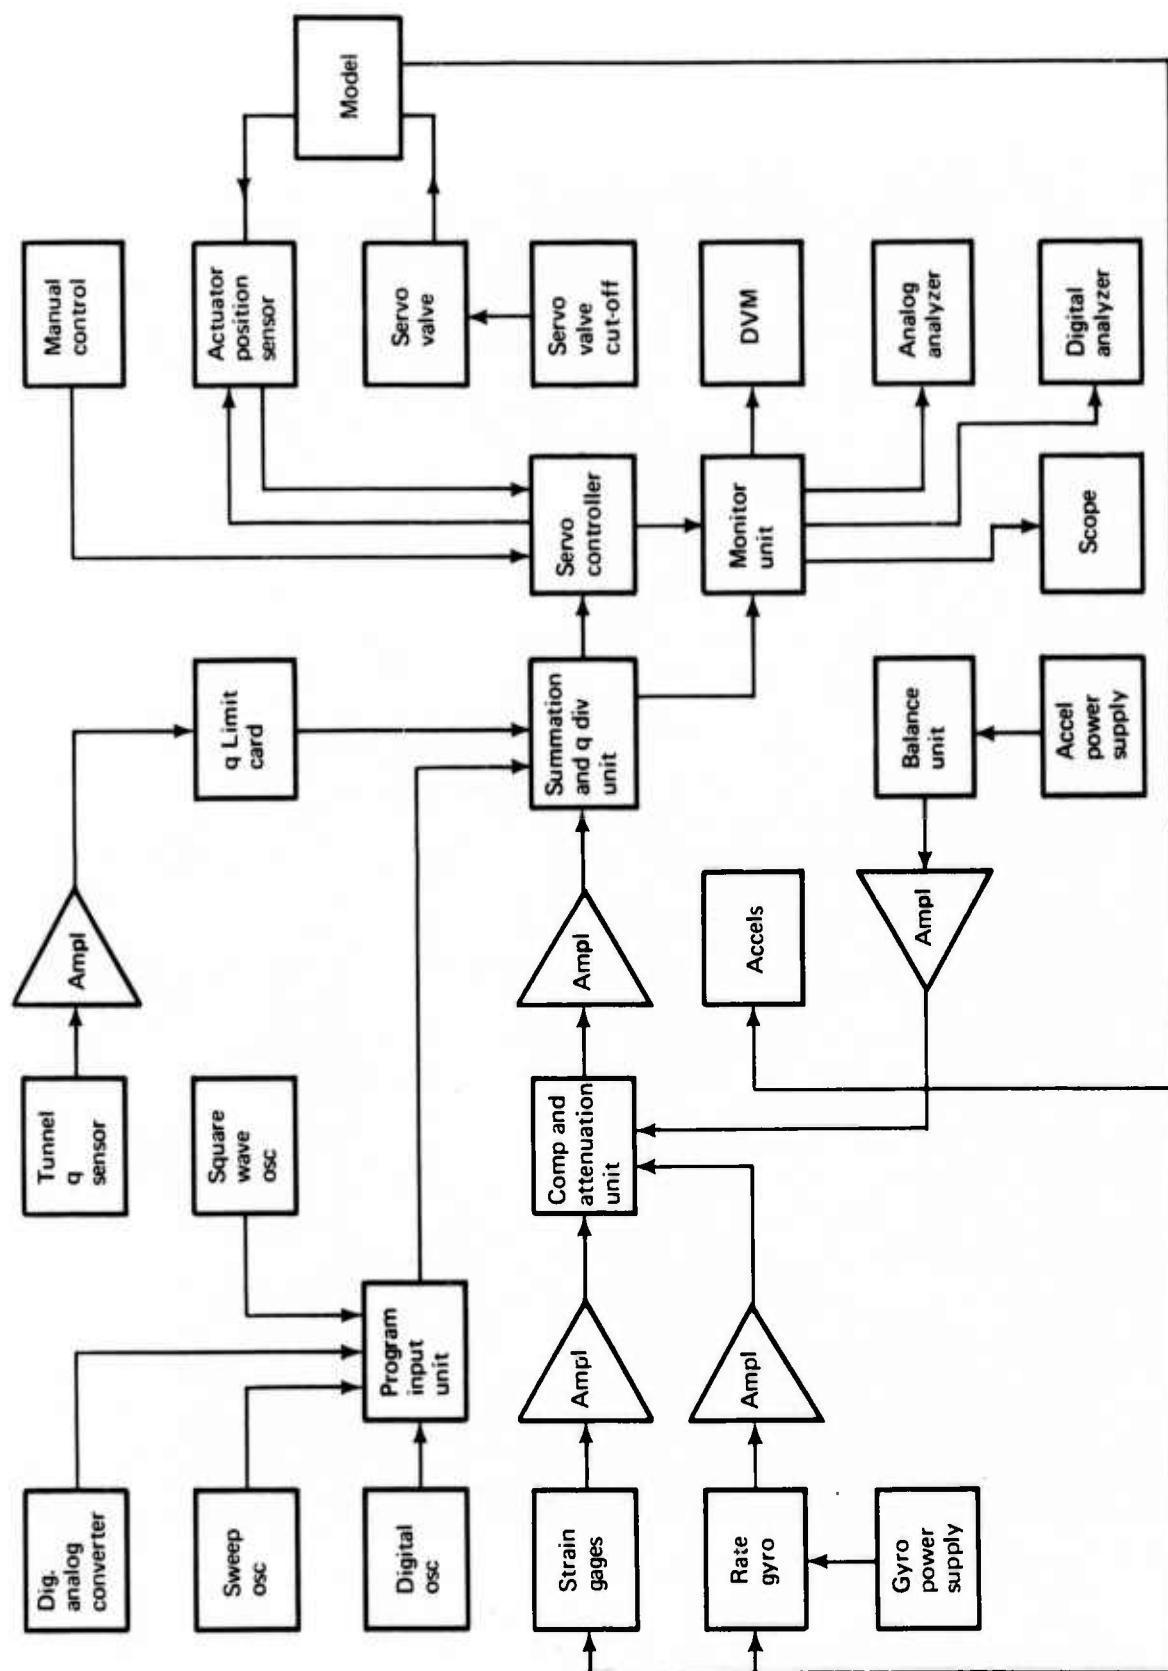 Dig.
analog
converter
Sweep
osc
Digital
osc
Strain
gages
Rate
gyro
Gyro
power
supply
Program
input
unit
Ampl
Ampl
Tunnel
q
sensor
Square
wave
osc
Comp and
attenuation
unit
Ampl
Ampl
Accels
Ampl
q Limit
card
Summation
and q div
unit
Balance
unit
Accel
power
supply
Servo
controller
Monitor
unit
Scope
Manual
control
Actuator
position
sensor
Servo
valve
Servo
valve
cut-off
DVM
Analog
analyzer
Digital
analyzer
Model